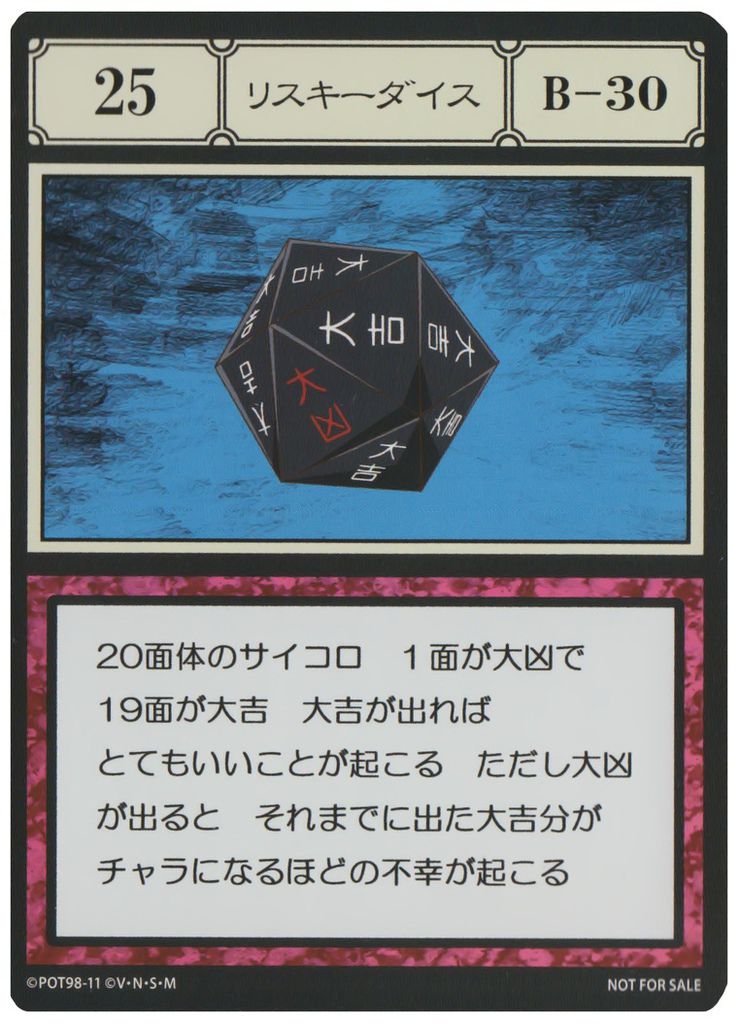 25
リスキーダイス
B-30
大吉
大吉
大吉
大吉
大吉
大凶
大吉
大吉
20面体のサイコロ　1面が大凶で
19面が大吉　大吉が出れば
とてもいいことが起こる　ただし大凶
が出ると　それまでに出た大吉分が
チャラになるほどの不幸が起こる
©POT98-11 ©V・N・S・M
NOT FOR SALE